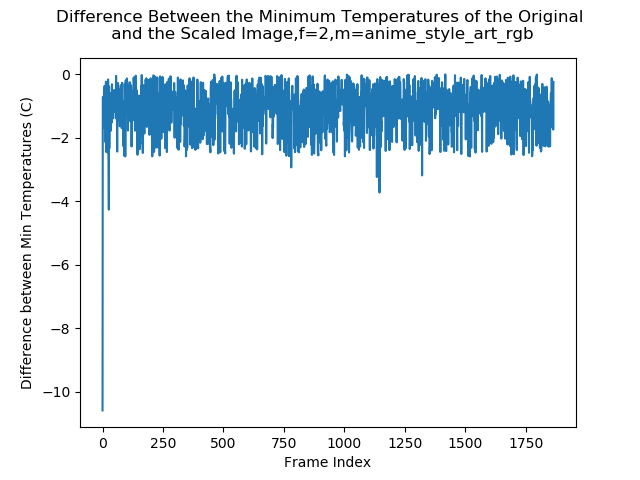 Difference Between the Minimum Temperatures of the Original
and the Scaled Image,f=2,m=anime_style_art_rgb
Difference between Min Temperatures (C)
0
−2
−4
−6
−8
−10
0 250 500 750 1000 1250 1500 1750
Frame Index